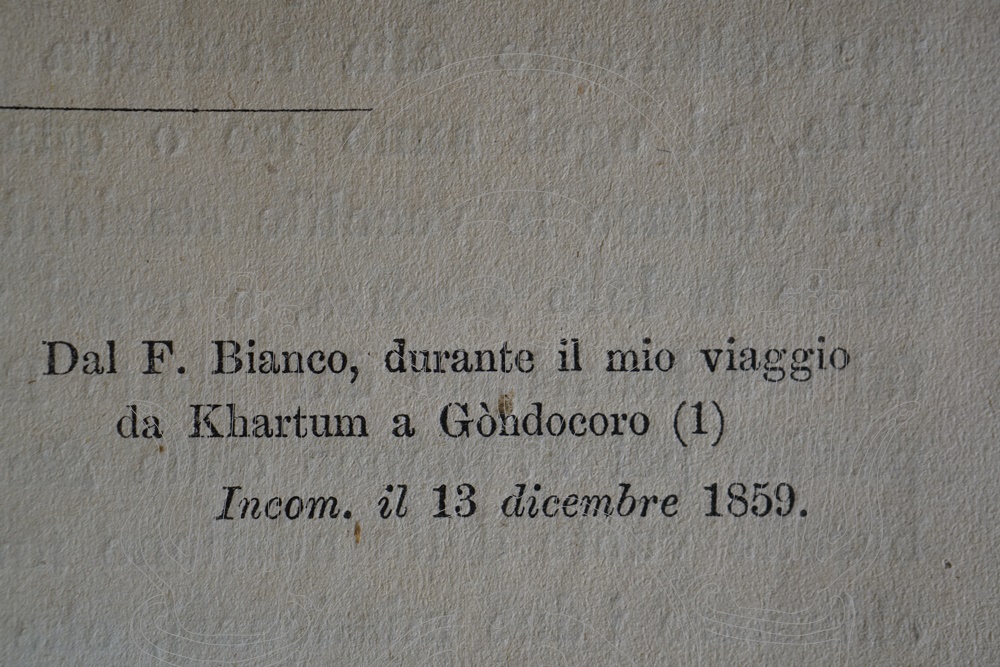 Dal F. Bianco, durante il mio viaggio
da Khartum a Gòndocoro (1)
Incom. il 13 dicembre 1859.